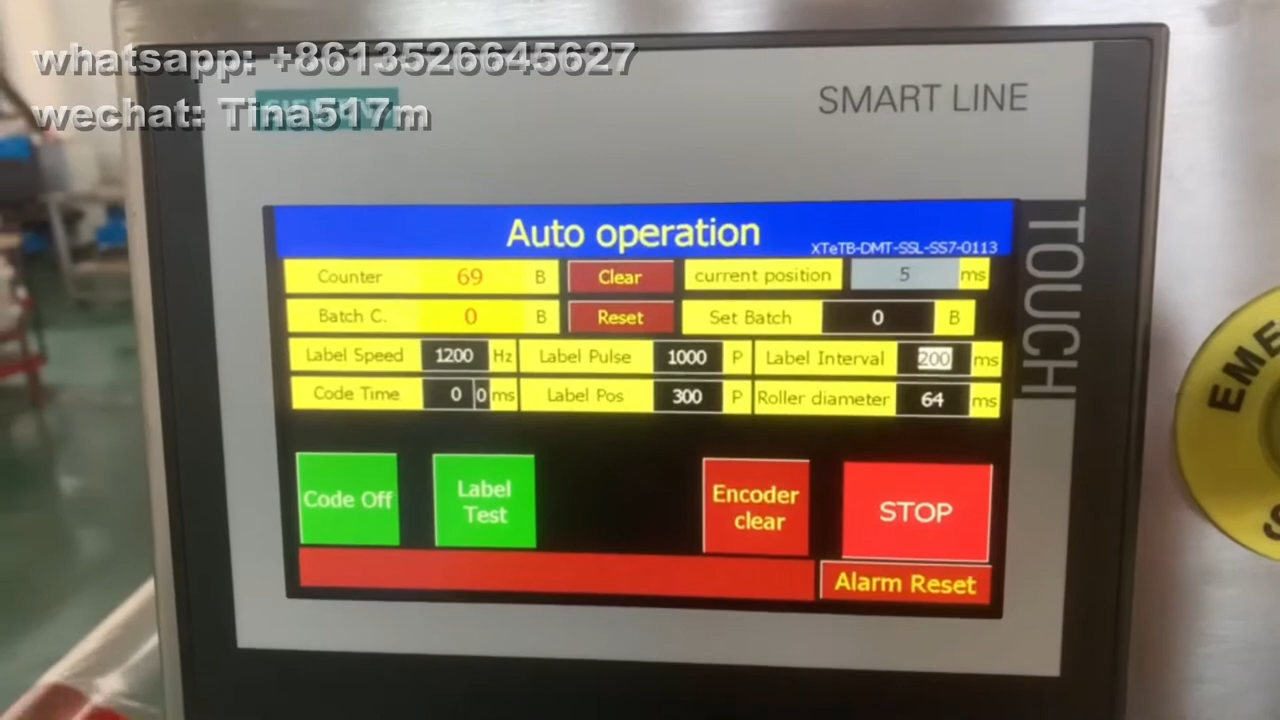 whatsapp: +8613526645627
wechat: Tina517m
SMART LINE
TOUCH
Auto operation
XTeTB-DMT-SSL-SS7-0113
Counter 69 B Clear current position 5 ms
Batch C. 0 B Reset Set Batch 0 B
Label Speed 1200 Hz Label Pulse 1000 P Label Interval 200 ms
Code Time 0 0 ms Label Pos 300 P Roller diameter 64 ms
Code Off
Label
Test
Encoder
clear
STOP
Alarm Reset
EME